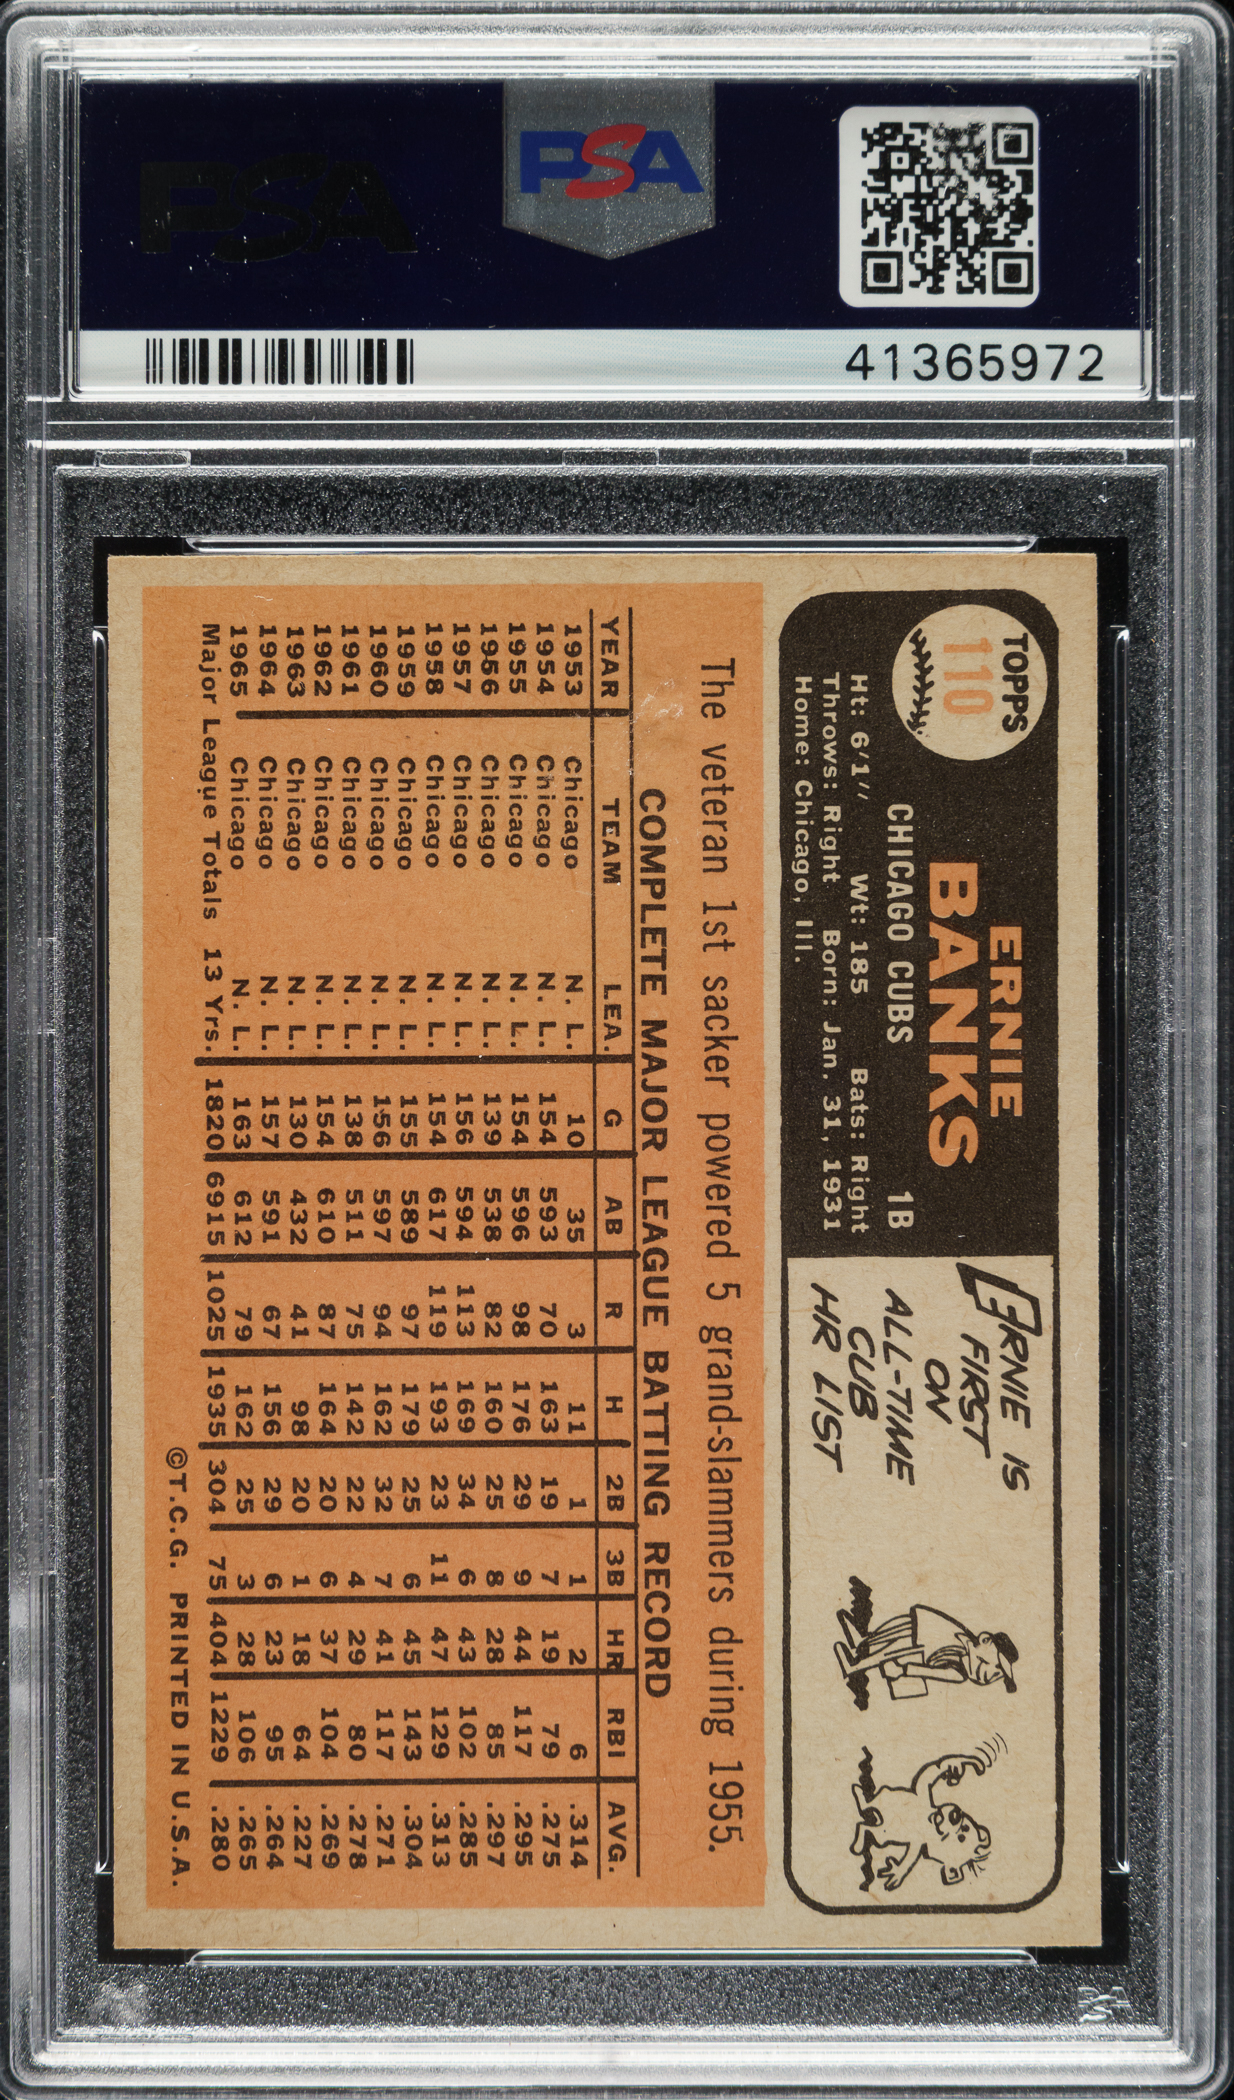 PSA
PSA
41365972
TOPPS
110
ERNIE
BANKS
CHICAGO CUBS 1B
Ht: 6'1" Wt: 185 Bats: Right
Throws: Right Born: Jan. 31, 1931
Home: Chicago, Ill.
ERNIE IS
FIRST
ON
ALL-TIME
CUB
HR LIST
The veteran 1st sacker powered 5 grand-slammers during 1955.
COMPLETE MAJOR LEAGUE BATTING RECORD
YEAR TEAM LEA. G AB R H 2B 3B HR RBI AVG.
1953 Chicago N. L. 10 35 3 11 1 1 2 6 .314
1954 Chicago N. L. 154 593 70 163 19 7 19 79 .275
1955 Chicago N. L. 154 596 98 176 29 9 44 117 .295
1956 Chicago N. L. 139 538 82 160 25 8 28 85 .297
1957 Chicago N. L. 156 594 113 169 34 6 43 102 .285
1958 Chicago N. L. 154 617 119 193 23 11 47 129 .313
1959 Chicago N. L. 155 589 97 179 25 6 45 143 .304
1960 Chicago N. L. 156 597 94 162 32 7 41 117 .271
1961 Chicago N. L. 138 511 75 142 22 4 29 80 .278
1962 Chicago N. L. 154 610 87 164 20 6 37 104 .269
1963 Chicago N. L. 130 432 41 98 20 1 18 64 .227
1964 Chicago N. L. 157 591 67 156 29 6 23 95 .264
1965 Chicago N. L. 163 612 79 162 25 3 28 106 .265
Major League Totals 13 Yrs. 1820 6915 1025 1935 304 75 404 1229 .280
©T.C.G. PRINTED IN U.S.A.
PSA